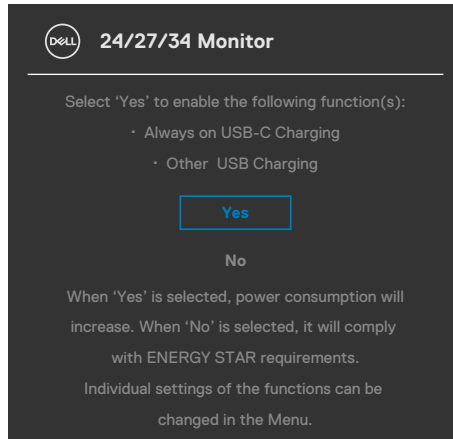 DELL
24/27/34 Monitor
Select ‘Yes’ to enable the following function(s):
· Always on USB-C Charging
· Other USB Charging
Yes
No
When ‘Yes’ is selected, power consumption will
increase. When ‘No’ is selected, it will comply
with ENERGY STAR requirements.
Individual settings of the functions can be
changed in the Menu.